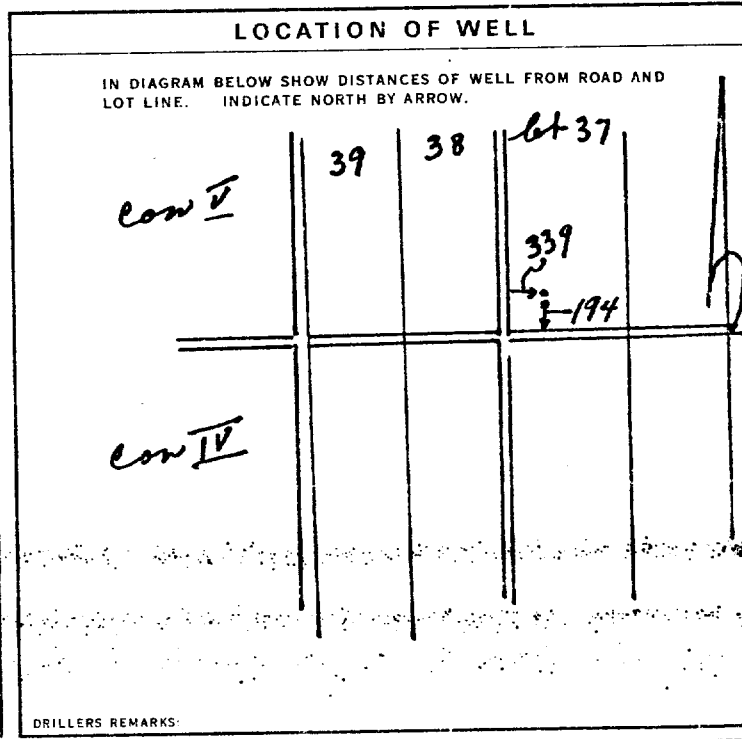 LOCATION OF WELL
IN DIAGRAM BELOW SHOW DISTANCES OF WELL FROM ROAD AND
LOT LINE. INDICATE NORTH BY ARROW.
39
38
lot 37
con V
339
194
con IV
DRILLERS REMARKS: